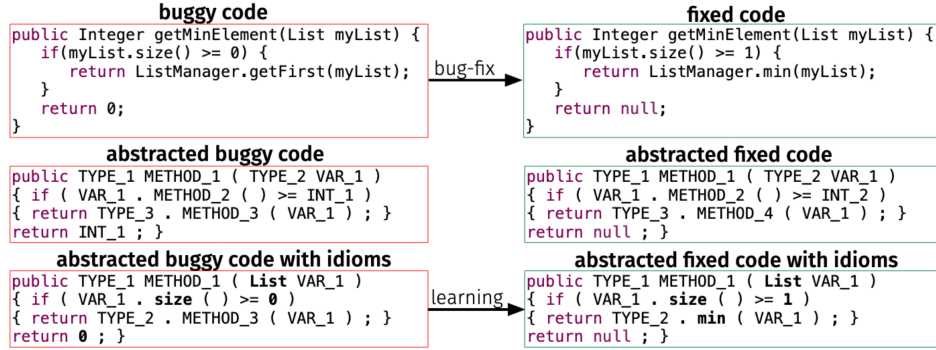 buggy code
public Integer getMinElement(List myList) {
if(myList.size() >= 0) {
return ListManager.getFirst(myList);
}
return 0;
}
bug-fix
fixed code
public Integer getMinElement(List myList) {
if(myList.size() >= 1) {
return ListManager.min(myList);
}
return null;
}
abstracted buggy code
public TYPE_1 METHOD_1 ( TYPE_2 VAR_1 )
{ if ( VAR_1 . METHOD_2 ( ) >= INT_1 )
{ return TYPE_3 . METHOD_3 ( VAR_1 ) ; }
return INT_1 ; }
abstracted fixed code
public TYPE_1 METHOD_1 ( TYPE_2 VAR_1 )
{ if ( VAR_1 . METHOD_2 ( ) >= INT_2 )
{ return TYPE_3 . METHOD_4 ( VAR_1 ) ; }
return null ; }
abstracted buggy code with idioms
public TYPE_1 METHOD_1 ( List VAR_1 )
{ if ( VAR_1 . size ( ) >= 0 )
{ return TYPE_2 . METHOD_3 ( VAR_1 ) ; }
return 0 ; }
learning
abstracted fixed code with idioms
public TYPE_1 METHOD_1 ( List VAR_1 )
{ if ( VAR_1 . size ( ) >= 1 )
{ return TYPE_2 . min ( VAR_1 ) ; }
return null ; }